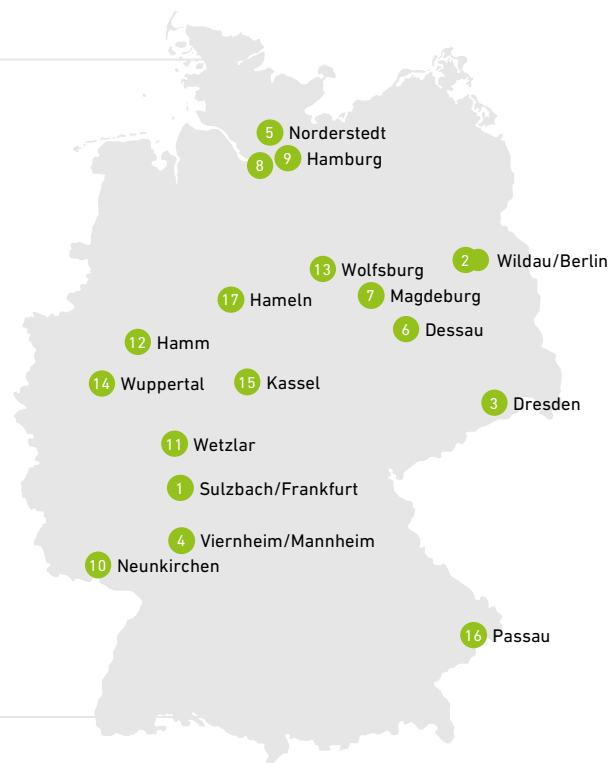 5 Norderstedt
8 9 Hamburg
2 Wildau/Berlin
13 Wolfsburg
7 Magdeburg
17 Hameln
6 Dessau
12 Hamm
14 Wuppertal
15 Kassel
3 Dresden
11 Wetzlar
1 Sulzbach/Frankfurt
4 Viernheim/Mannheim
10 Neunkirchen
16 Passau